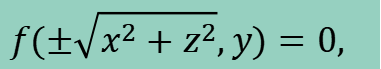 f(±√(x² + z²), y) = 0,